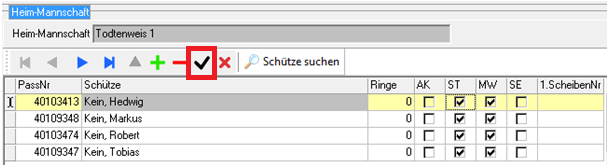 Heim-Mannschaft
Heim-Mannschaft Todtenweis 1
Schütze suchen
PassNr Schütze Ringe AK ST MW SE 1.ScheibenNr
40103413 Kein, Hedwig 0
40109348 Kein, Markus 0
40103474 Kein, Robert 0
40109347 Kein, Tobias 0